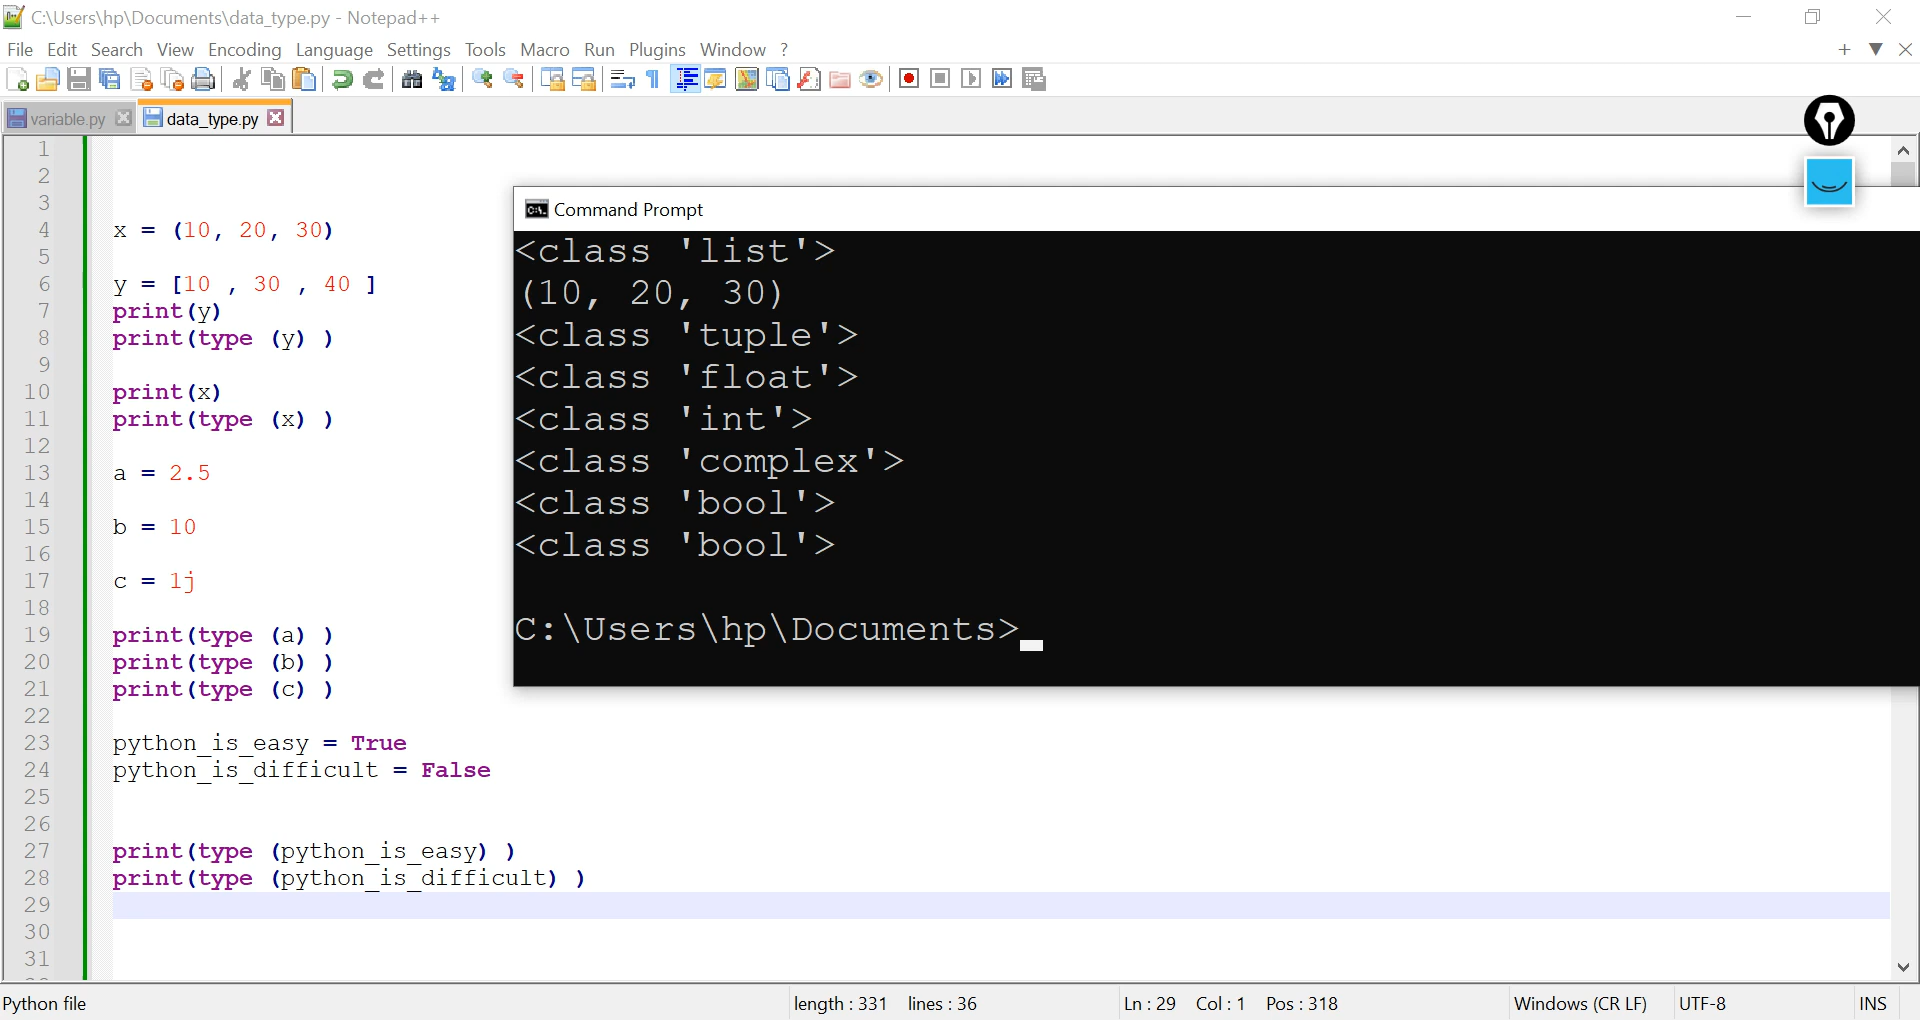 C:\Users\hp\Documents\data_type.py - Notepad++
File Edit Search View Encoding Language Settings Tools Macro Run Plugins Window ?
variable.py data_type.py
1
2
3
4 x = (10, 20, 30)
5
6 y = [10 , 30 , 40 ]
7 print(y)
8 print(type (y) )
9
10 print(x)
11 print(type (x) )
12
13 a = 2.5
14
15 b = 10
16
17 c = 1j
18
19 print(type (a) )
20 print(type (b) )
21 print(type (c) )
22
23 python_is_easy = True
24 python_is_difficult = False
25
26
27 print(type (python_is_easy) )
28 print(type (python_is_difficult) )
29
30
31
Command Prompt
<class 'list'>
(10, 20, 30)
<class 'tuple'>
<class 'float'>
<class 'int'>
<class 'complex'>
<class 'bool'>
<class 'bool'>
C:\Users\hp\Documents>
Python file length : 331 lines : 36 Ln : 29 Col : 1 Pos : 318 Windows (CR LF) UTF-8 INS